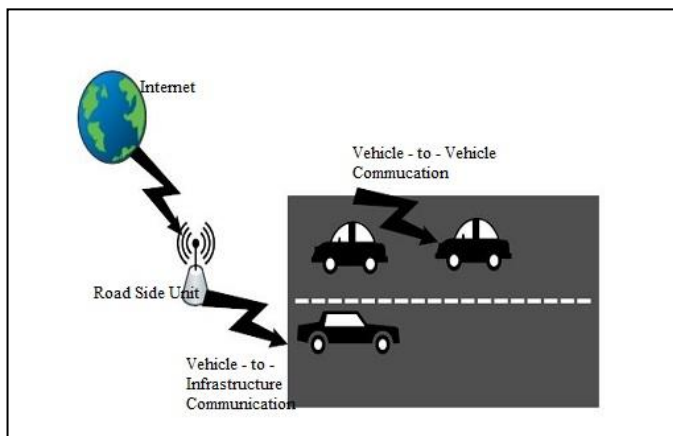 Internet
Vehicle - to - Vehicle
Commucation
Road Side Unit
Vehicle - to -
Infrastructure
Communication